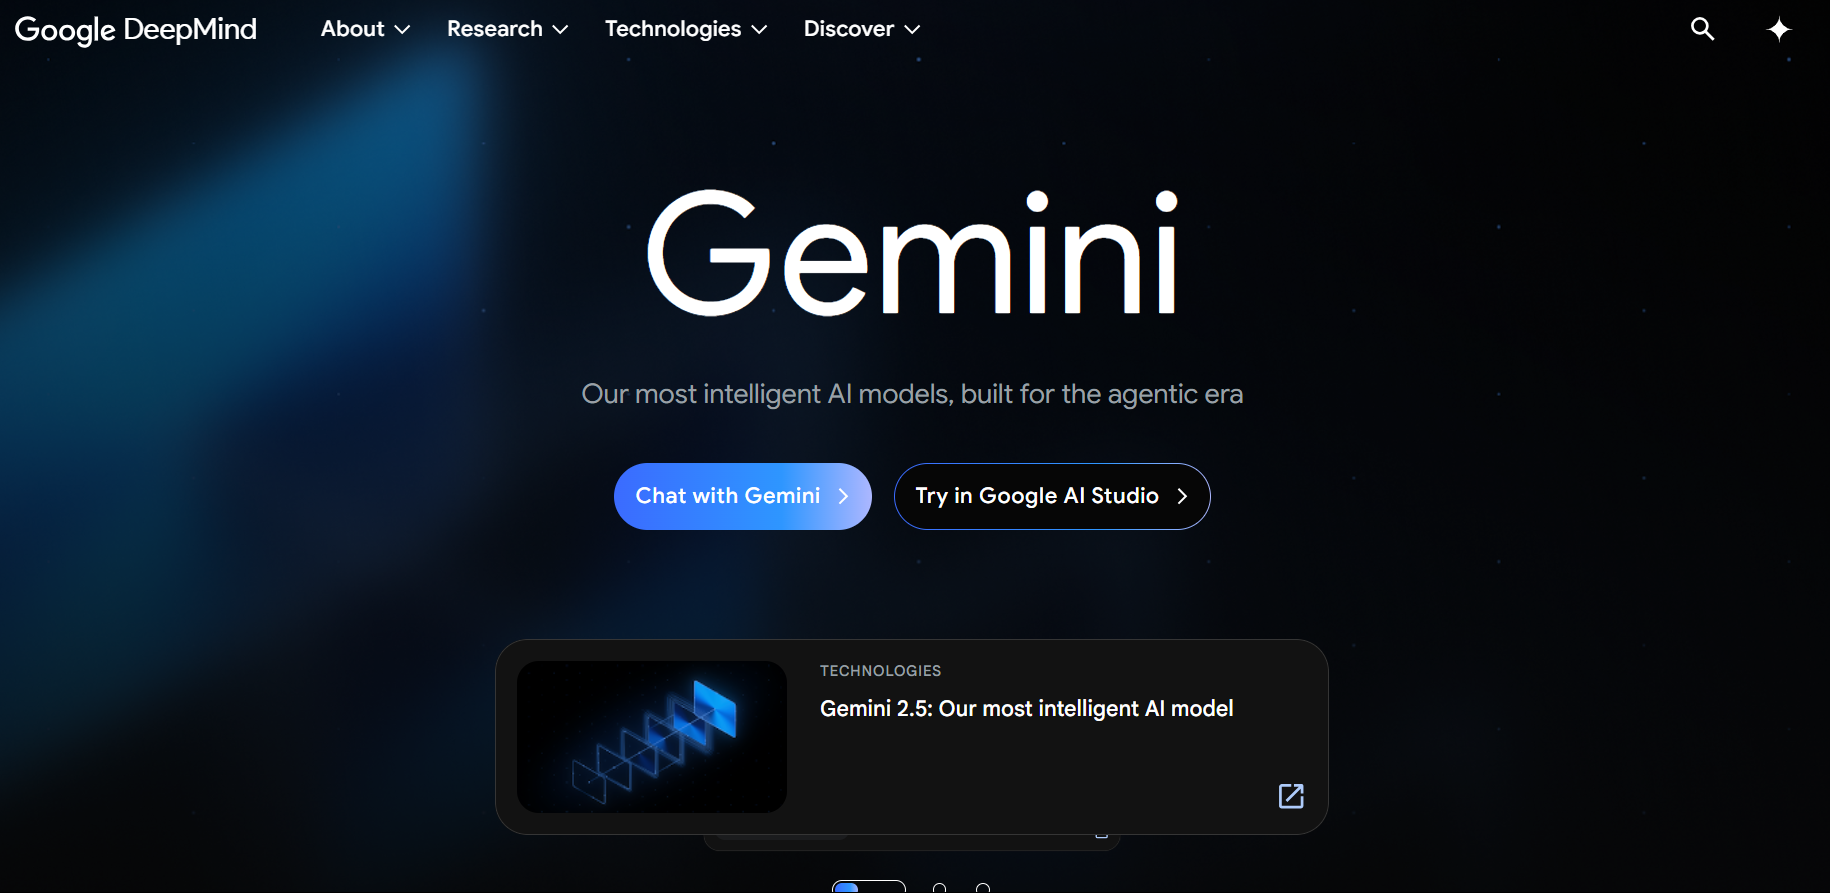 Google DeepMind About Research Technologies Discover
Gemini
Our most intelligent AI models, built for the agentic era
Chat with Gemini Try in Google AI Studio
TECHNOLOGIES
Gemini 2.5: Our most intelligent AI model